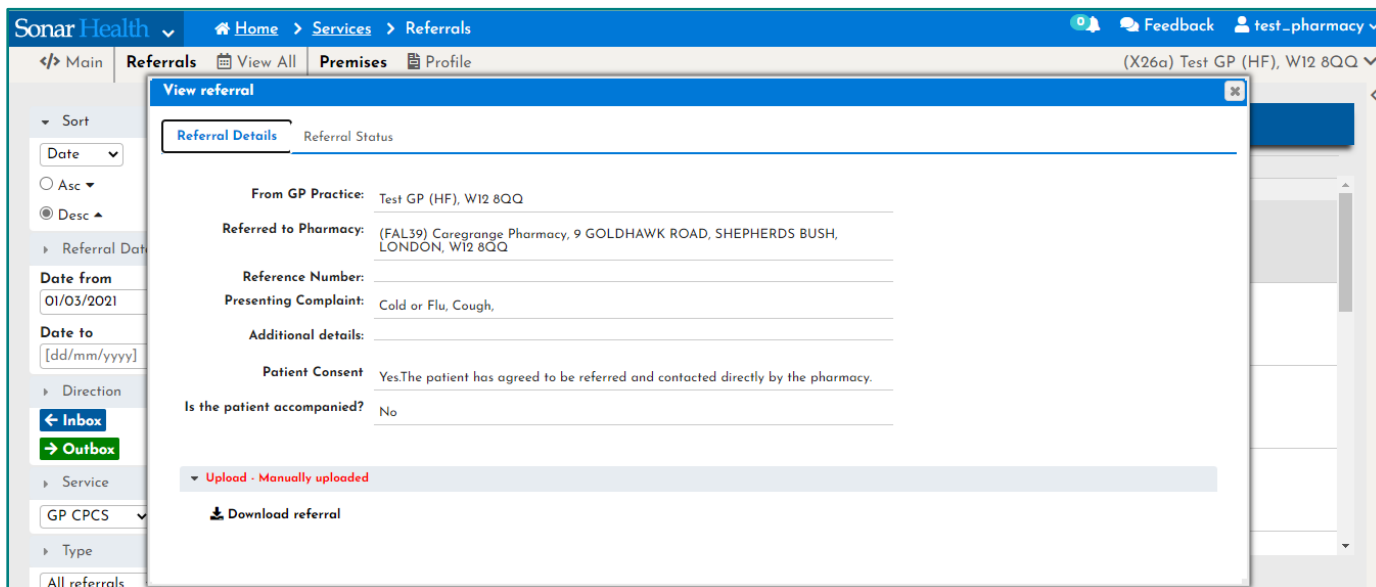 Sonar Health
Home > Services > Referrals
0
Feedback
test_pharmacy
</> Main
Referrals
View All
Premises
Profile
(X26a) Test GP (HF), W12 8QQ
View referral
Sort
Date
Asc
Desc
Referral Dat
Date from
01/03/2021
Date to
[dd/mm/yyyy]
Direction
Inbox
Outbox
Service
GP CPCS
Type
All referrals
Referral Details
Referral Status
From GP Practice: Test GP (HF), W12 8QQ
Referred to Pharmacy: (FAL39) Caregrange Pharmacy, 9 GOLDHAWK ROAD, SHEPHERDS BUSH,
LONDON, W12 8QQ
Reference Number:
Presenting Complaint: Cold or Flu, Cough,
Additional details:
Patient Consent Yes.The patient has agreed to be referred and contacted directly by the pharmacy.
Is the patient accompanied? No
Upload - Manually uploaded
Download referral